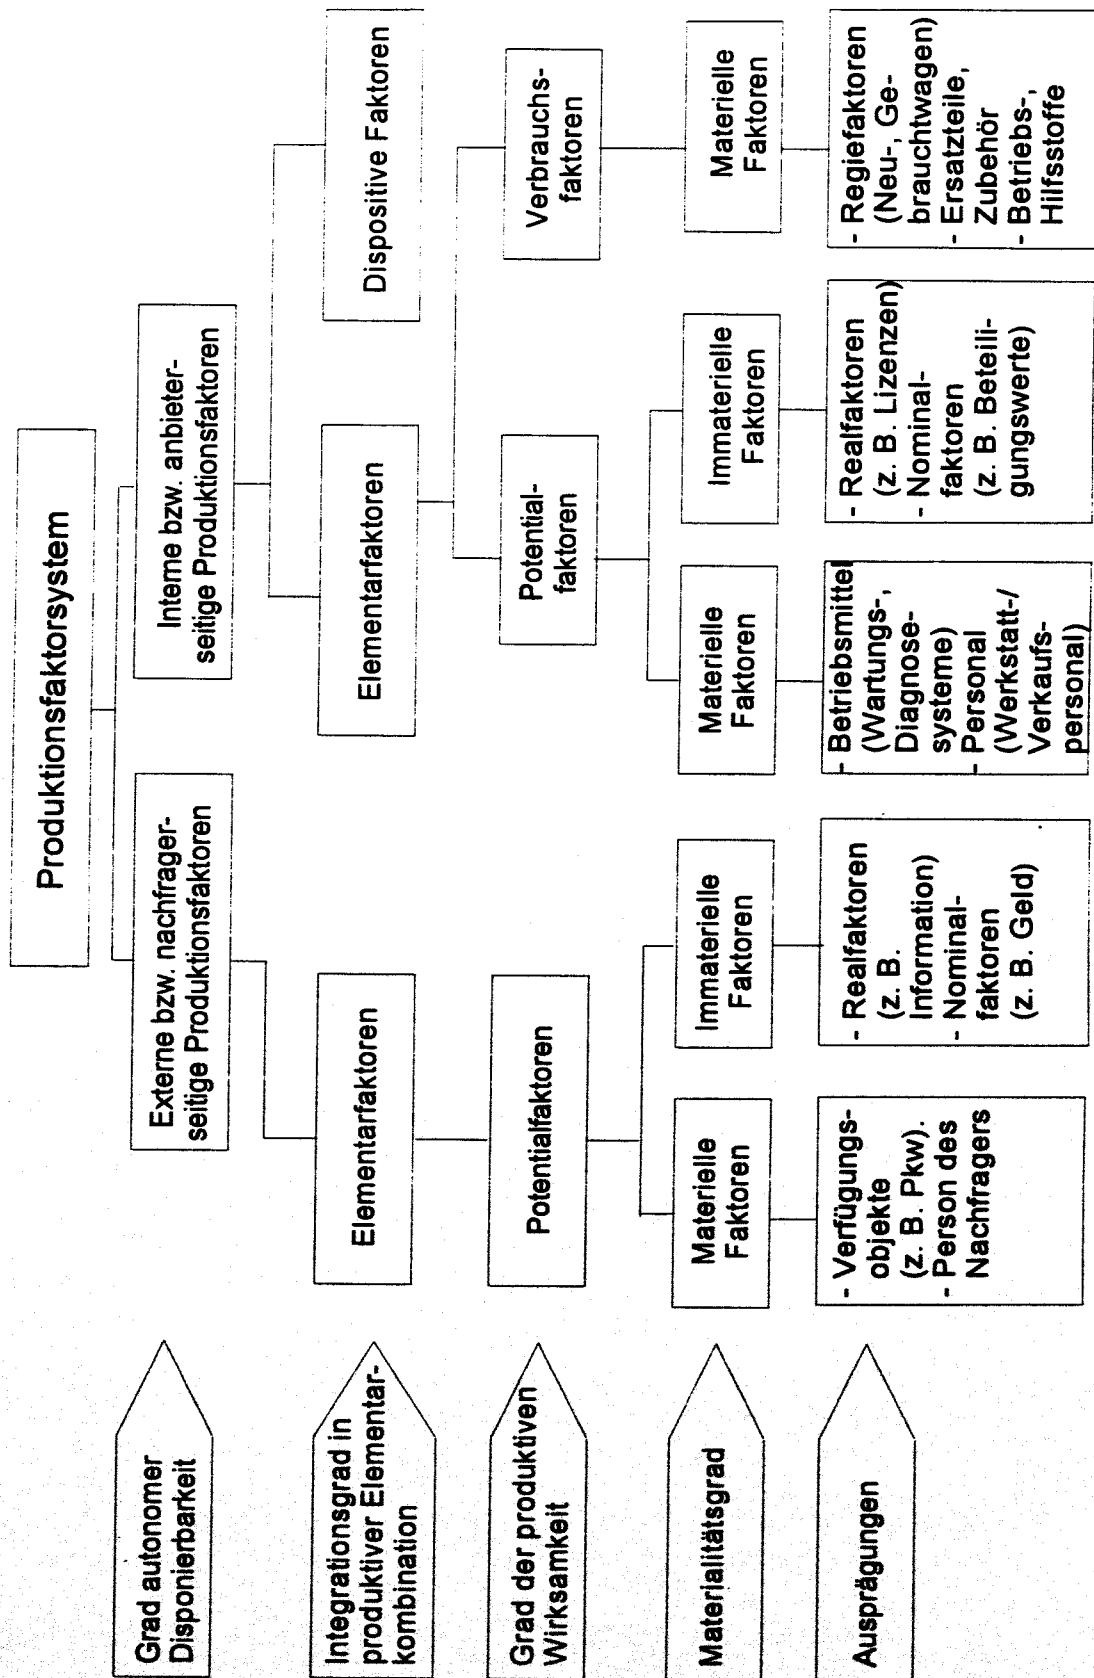 Produktionsfaktorsystem
Grad autonomer
Disponierbarkeit
Externe bzw. nachfrager-
seitige Produktionsfaktoren
Interne bzw. anbieter-
seitige Produktionsfaktoren
Integrationsgrad in
produktiver Elementar-
kombination
Elementarfaktoren
Elementarfaktoren
Dispositive Faktoren
Grad der produktiven
Wirksamkeit
Potentialfaktoren
Potential-
faktoren
Verbrauchs-
faktoren
Materialitätsgrad
Materielle
Faktoren
Immaterielle
Faktoren
Materielle
Faktoren
Immaterielle
Faktoren
Materielle
Faktoren
Ausprägungen
- Verfügungs-
objekte
(z. B. Pkw).
- Person des
Nachfragers
- Realfaktoren
(z. B.
Information)
- Nominal-
faktoren
(z. B. Geld)
- Betriebsmittel
(Wartungs-,
Diagnose-
systeme)
- Personal
(Werkstatt-/
Verkaufs-
personal)
- Realfaktoren
(z. B. Lizenzen)
- Nominal-
faktoren
(z. B. Beteili-
gungswerte)
- Regiefaktoren
(Neu-, Ge-
brauchtwagen)
- Ersatzteile,
Zubehör
- Betriebs-,
Hilfsstoffe